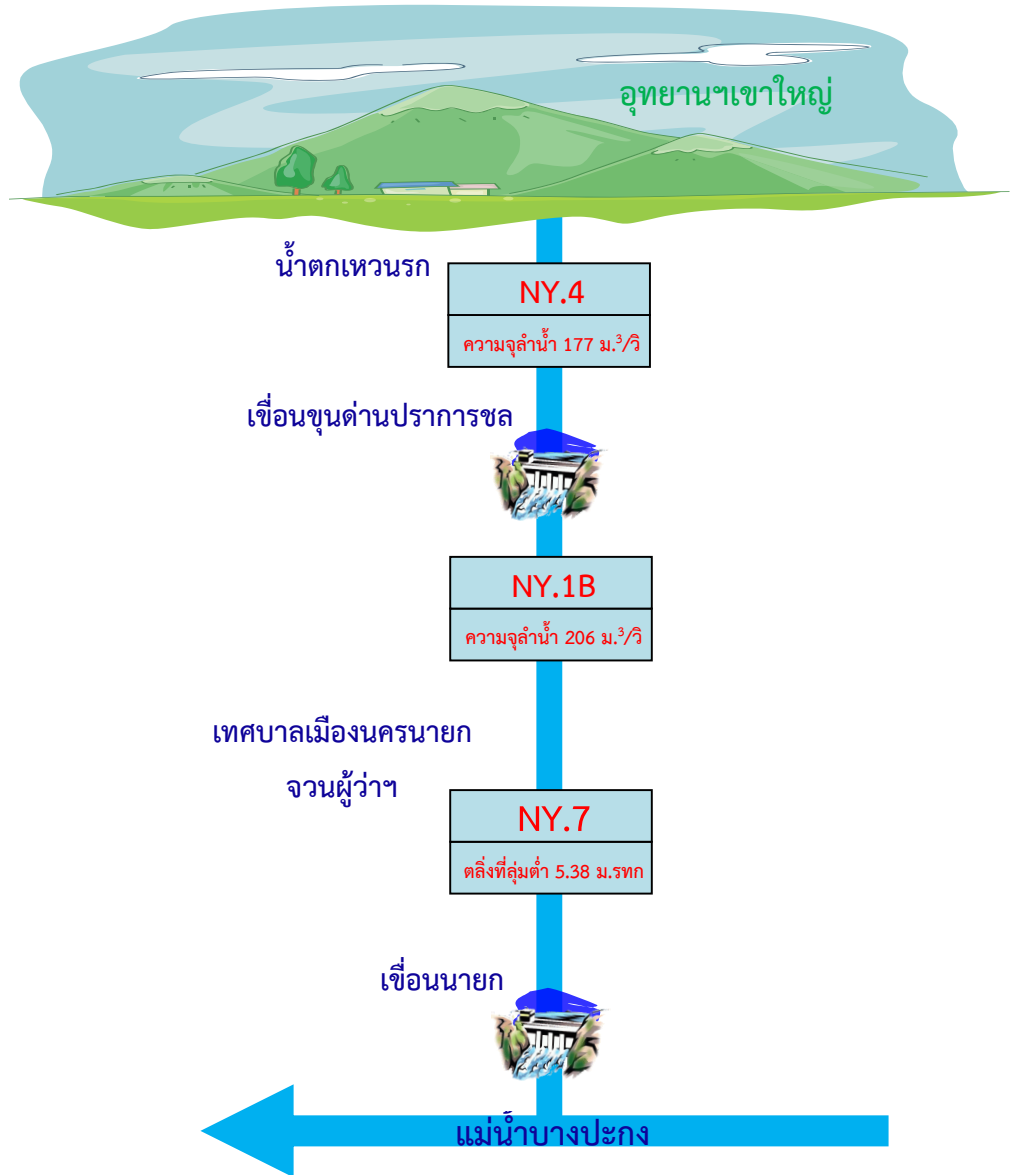 อุทยานฯเขาใหญ่
น้ำตกเหวนรก
NY.4
ความจุลำน้ำ 177 ม.³/วิ
เขื่อนขุนด่านปราการชล
NY.1B
ความจุลำน้ำ 206 ม.³/วิ
เทศบาลเมืองนครนายก
จวนผู้ว่าฯ
NY.7
ตลิ่งที่ลุ่มต่ำ 5.38 ม.รทก
เขื่อนนายก
แม่น้ำบางปะกง